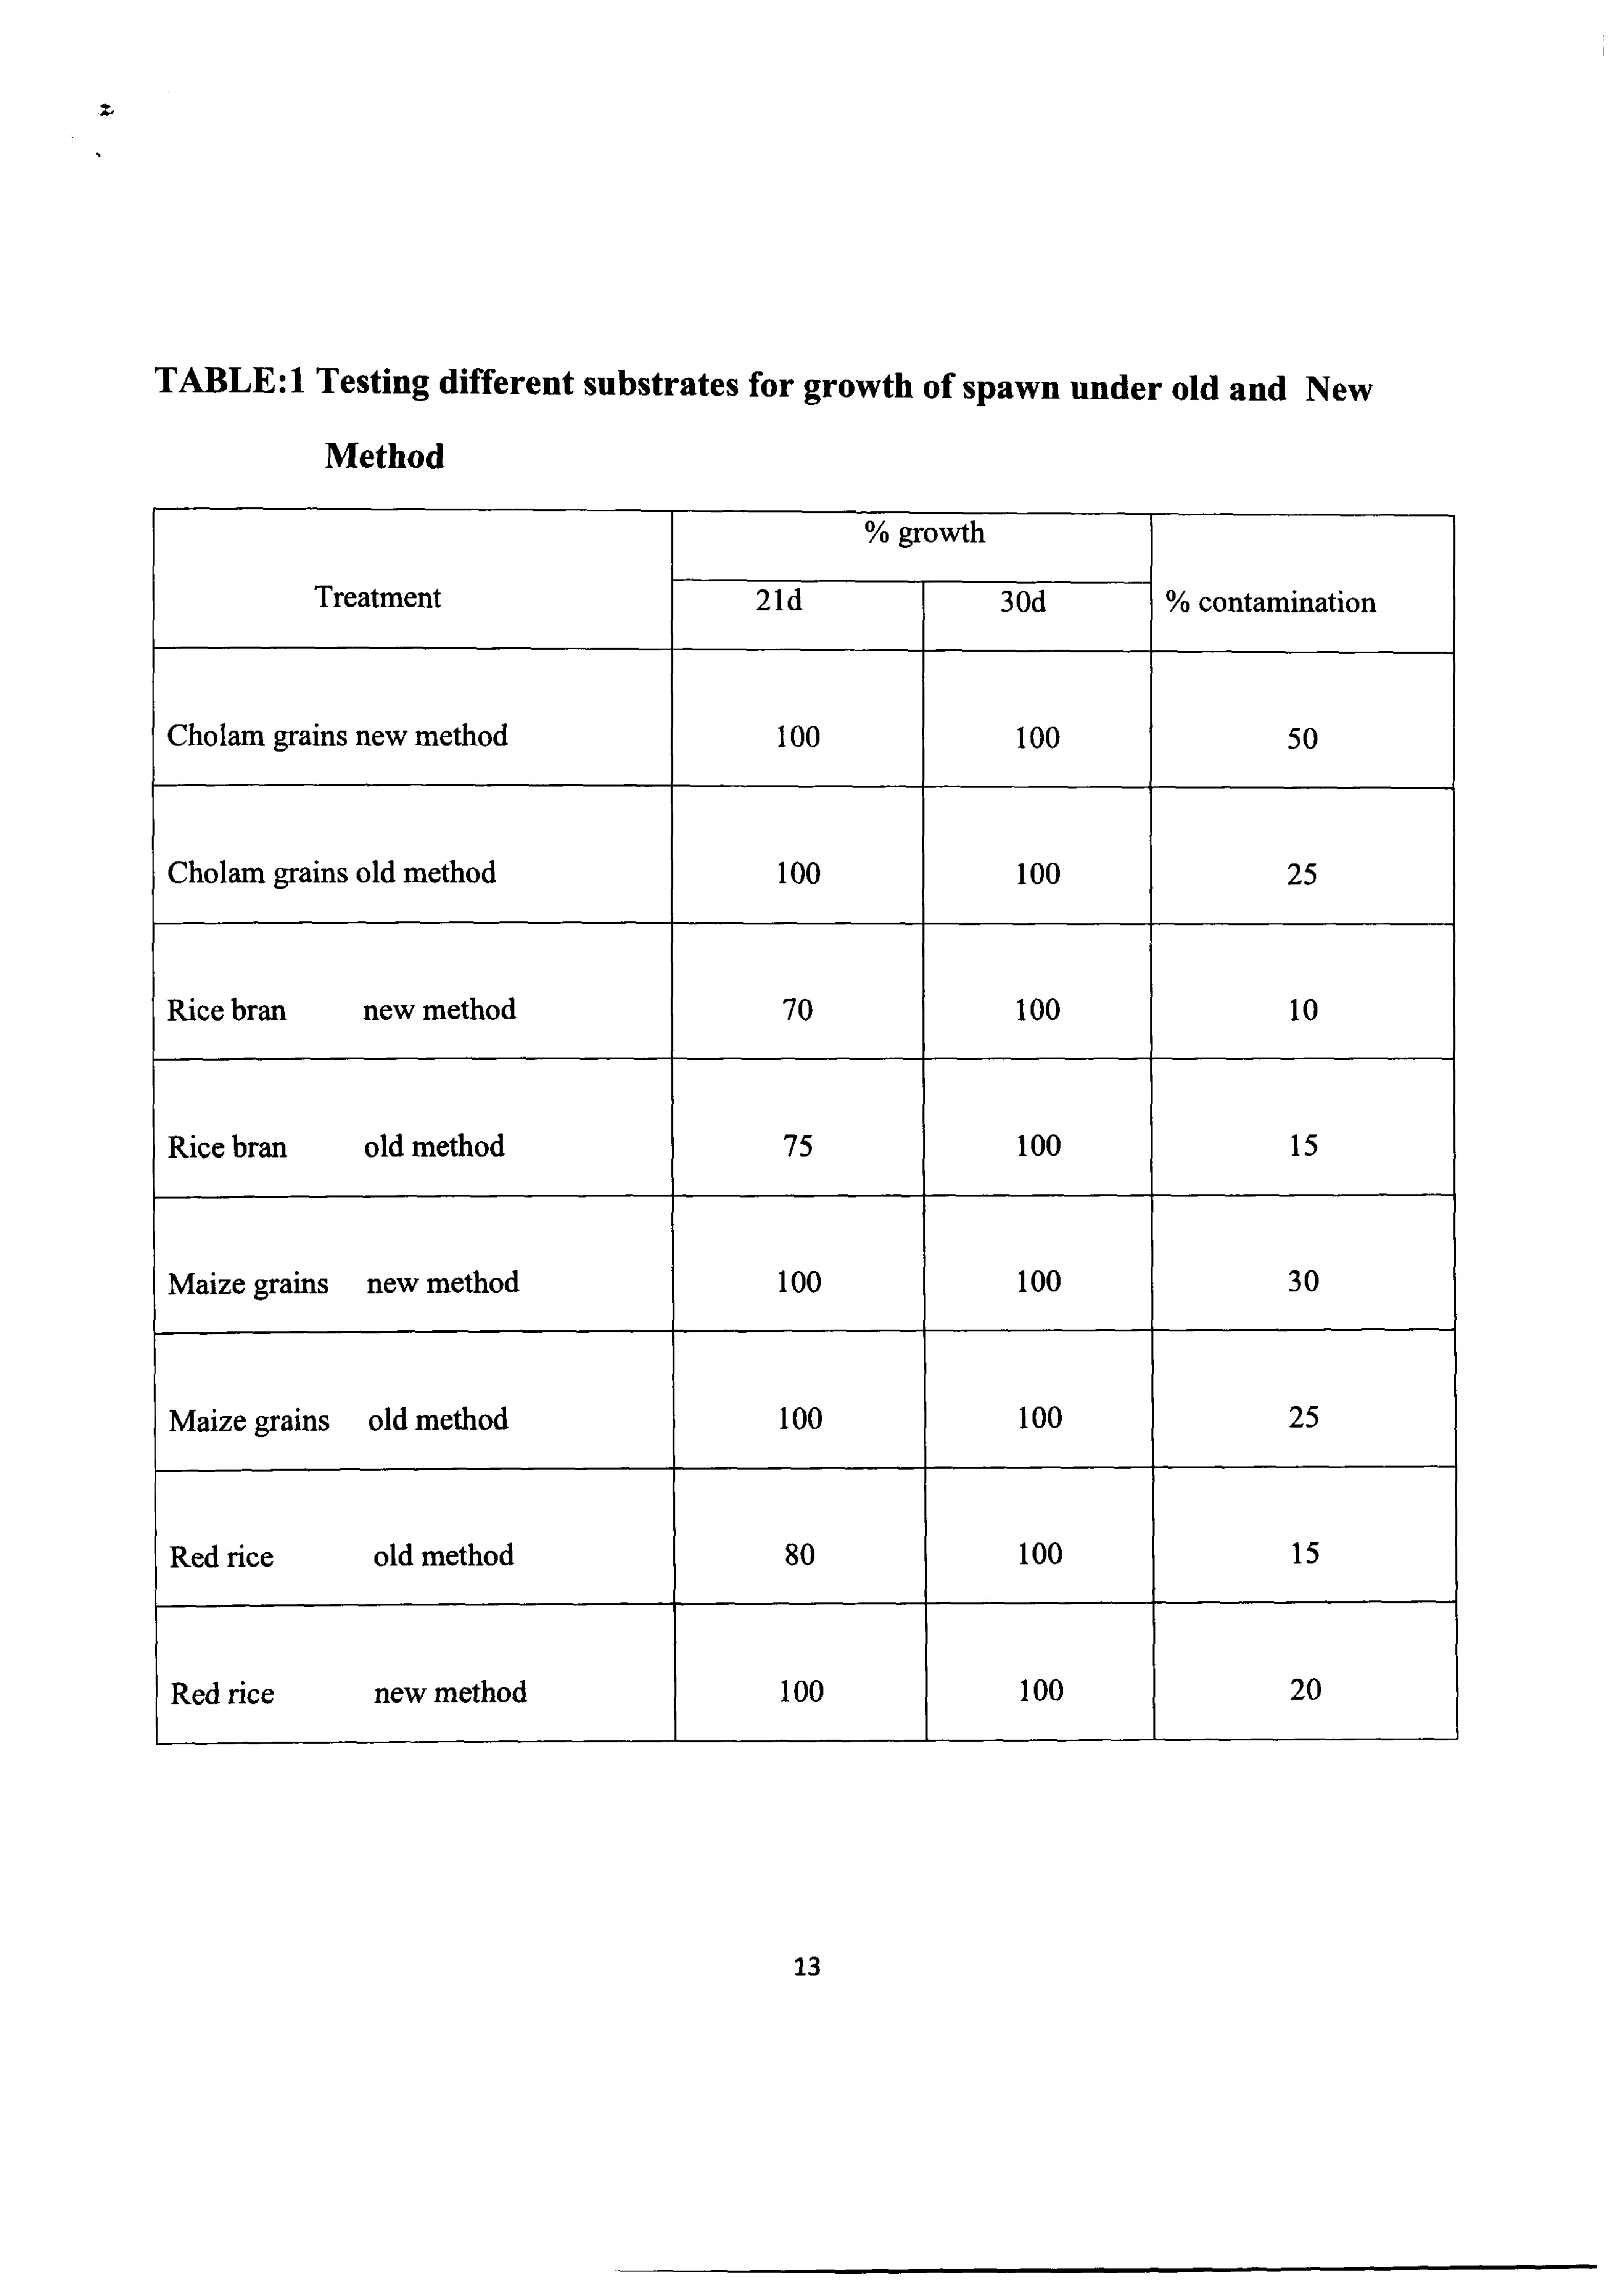 TABLE:1 Testing different substrates for growth of spawn under old and New
Method
% growth
Treatment 21d 30d % contamination
Cholam grains new method 100 100 50
Cholam grains old method 100 100 25
Rice bran new method 70 100 10
Rice bran old method 75 100 15
Maize grains new method 100 100 30
Maize grains old method 100 100 25
Red rice old method 80 100 15
Red rice new method 100 100 20
13